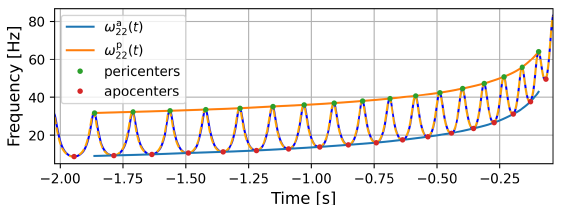 80
60
40
20
Frequency [Hz]
ω₂₂ᵃ(t)
ω₂₂ᵖ(t)
pericenters
apocenters
−2.00 −1.75 −1.50 −1.25 −1.00 −0.75 −0.50 −0.25
Time [s]